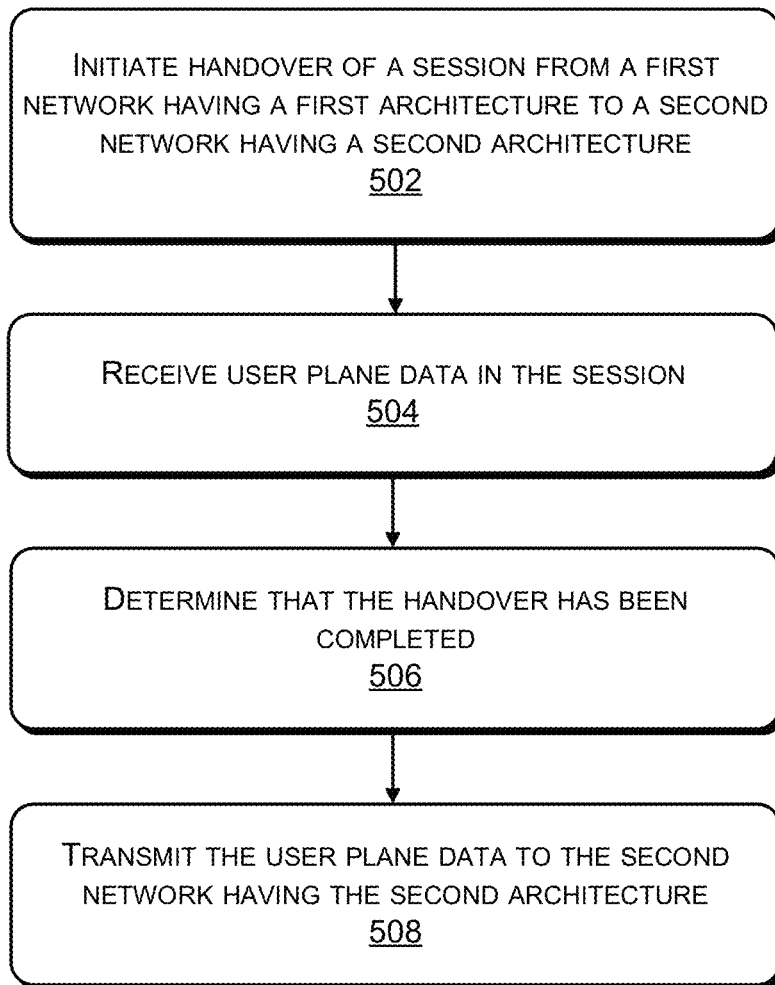 INITIATE HANDOVER OF A SESSION FROM A FIRST
NETWORK HAVING A FIRST ARCHITECTURE TO A SECOND
NETWORK HAVING A SECOND ARCHITECTURE
502
RECEIVE USER PLANE DATA IN THE SESSION
504
DETERMINE THAT THE HANDOVER HAS BEEN
COMPLETED
506
TRANSMIT THE USER PLANE DATA TO THE SECOND
NETWORK HAVING THE SECOND ARCHITECTURE
508